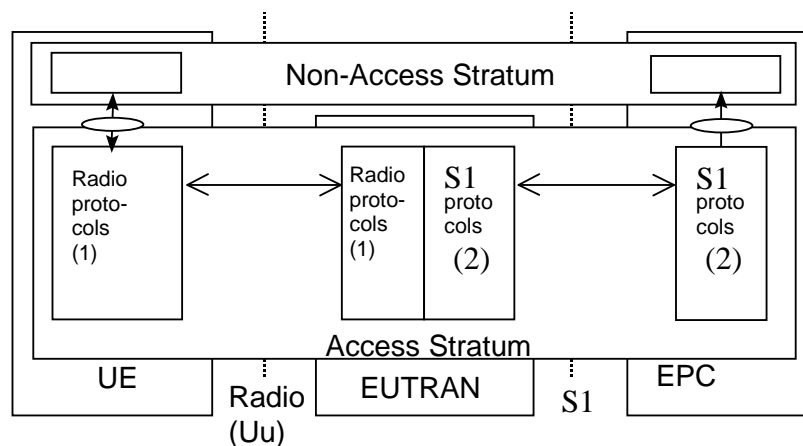 Non-Access Stratum
Radio
proto-
cols
(1)
Radio
proto-
cols
(1)
S1
proto
cols
(2)
S1
proto
cols
(2)
Access Stratum
UE
Radio
(Uu)
EUTRAN
S1
EPC